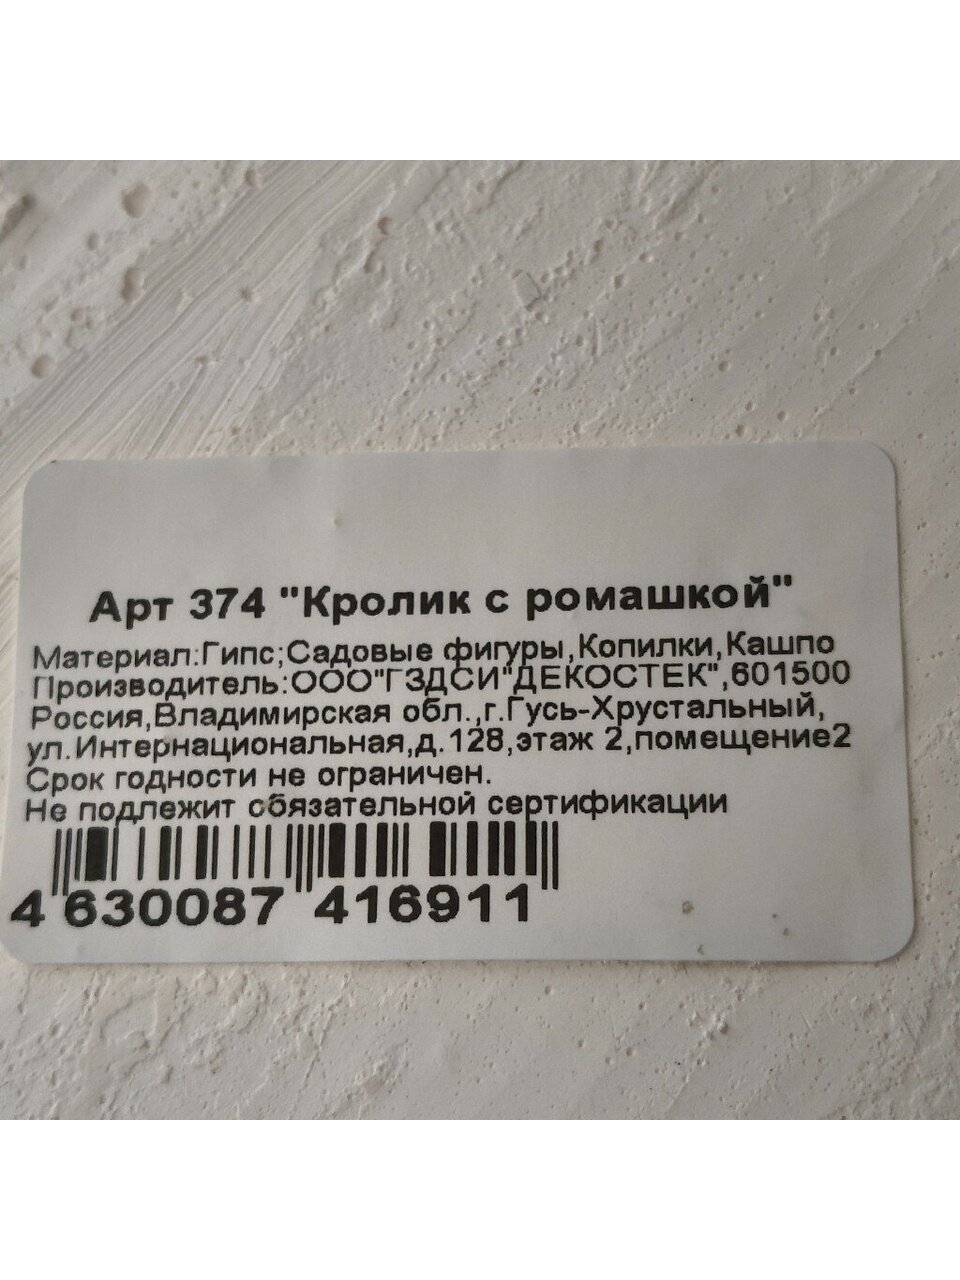 Арт 374 "Кролик с ромашкой"
Материал:Гипс;Садовые фигуры,Копилки,Кашпо
Производитель:ООО"ГЗДСИ"ДЕКОСТЕК",601500
Россия,Владимирская обл.,г.Гусь-Хрустальный,
ул.Интернациональная,д.128,этаж 2,помещение2
Срок годности не ограничен.
Не подлежит обязательной сертификации
4 630087 416911